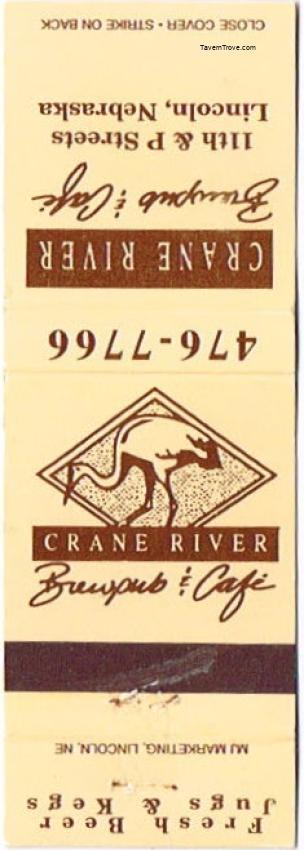 CLOSE COVER • STRIKE ON BACK
TavernTrove.com
11th & P Streets
Lincoln, Nebraska
CRANE RIVER
Brewpub & Café
476-7766
CRANE RIVER
Brewpub & Café
MJ MARKETING, LINCOLN, NE
Fresh Beer
Jugs & Kegs